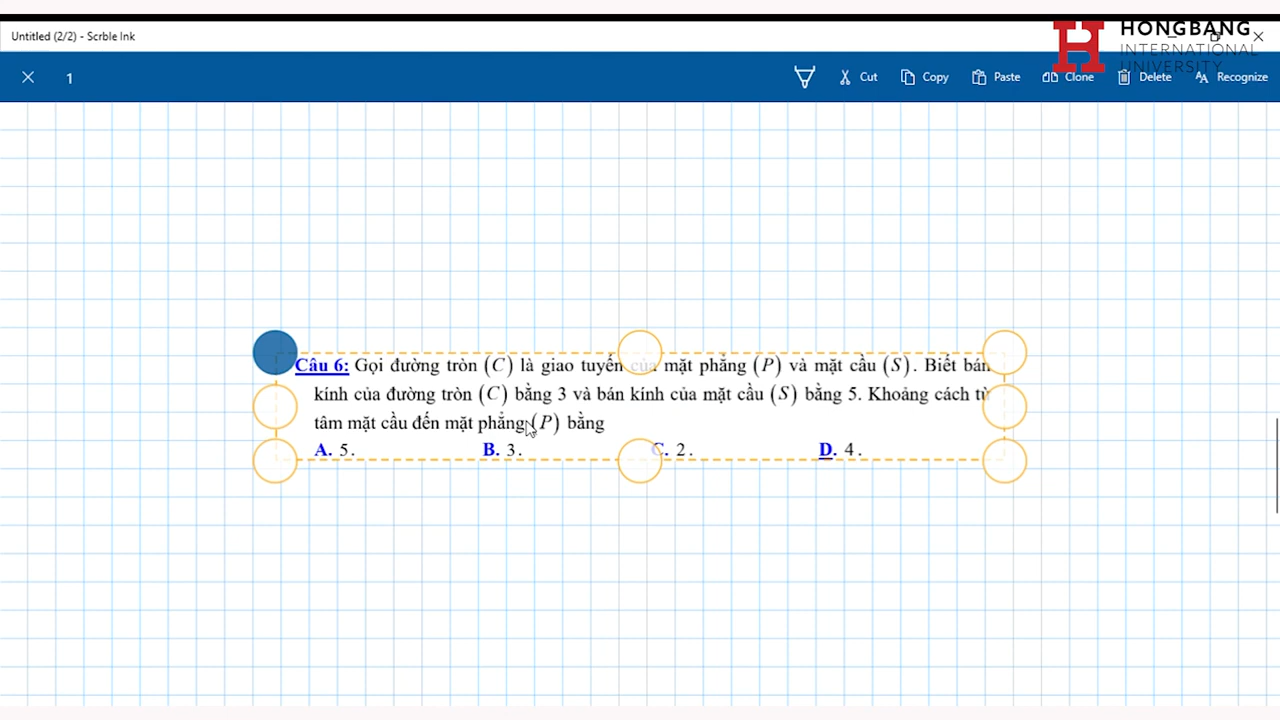 Untitled (2/2) - Scrble Ink
HONGBANG
INTERNATIONAL
UNIVERSITY
1
Cut
Copy
Paste
Clone
Delete
Recognize
Câu 6: Gọi đường tròn (C) là giao tuyến của mặt phẳng (P) và mặt cầu (S). Biết bán
kính của đường tròn (C) bằng 3 và bán kính của mặt cầu (S) bằng 5. Khoảng cách từ
tâm mặt cầu đến mặt phẳng (P) bằng
A. 5. B. 3. C. 2. D. 4.